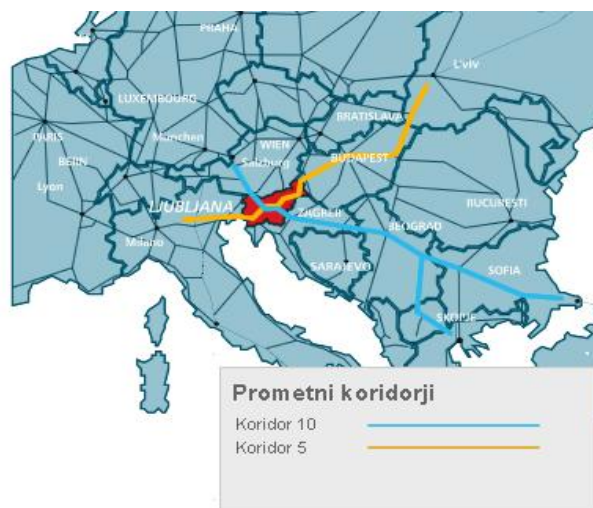 PRAHA
L'viv
LUXEMBOURG
BRATISLAVA
PARIS
München
WIEN
BERN
Salzburg
BUDAPEST
Lyon
LJUBLJANA
ZAGREB
BUCURESTI
BEOGRAD
Milano
SARAJEVO
SOFIA
SKOPJE
Prometni koridorji
Koridor 10
Koridor 5